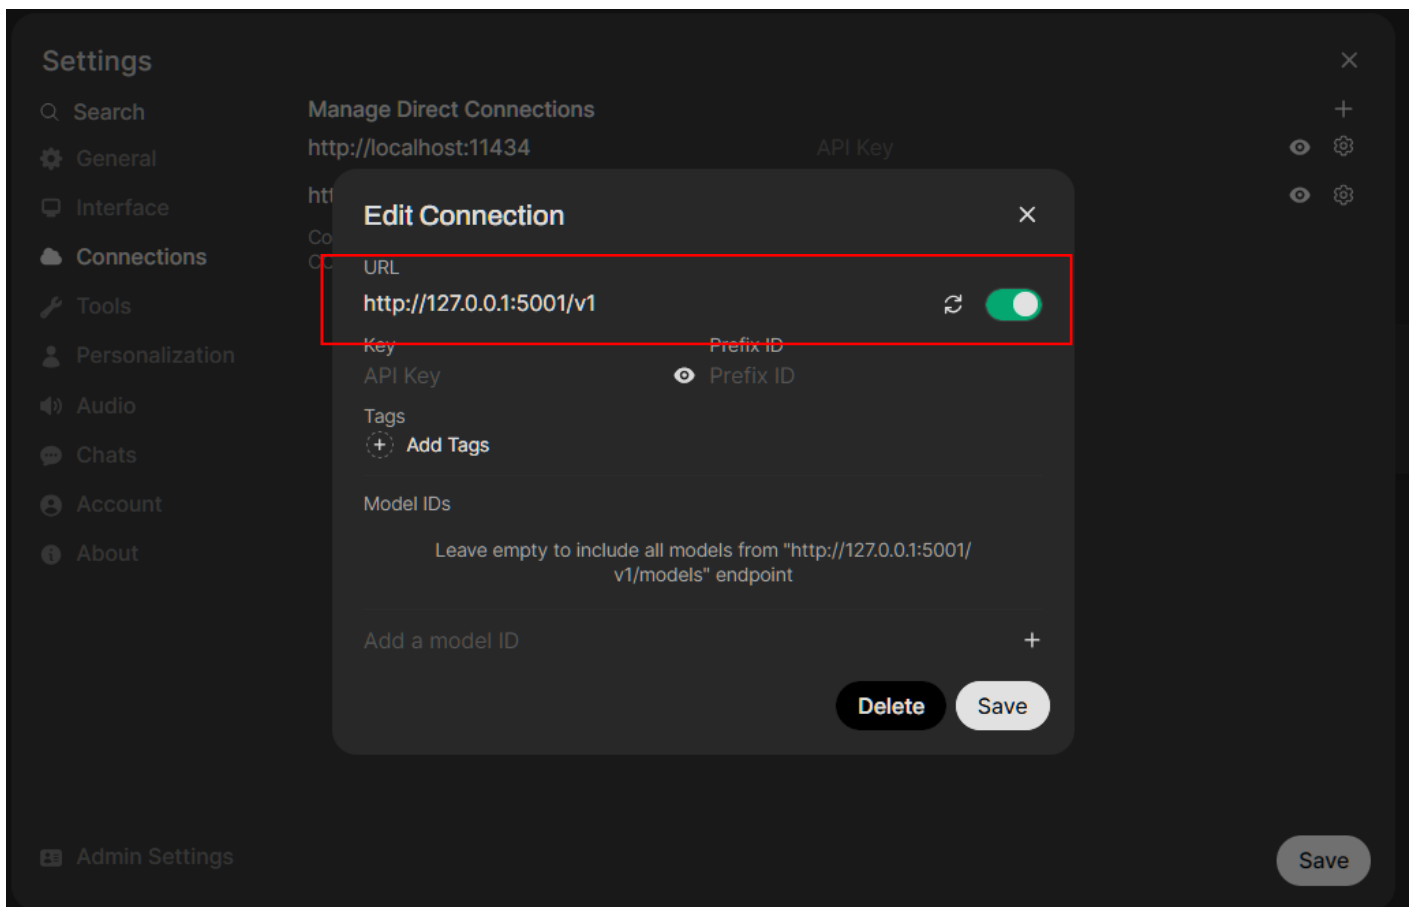 Settings
Search
General
Interface
Connections
Tools
Personalization
Audio
Chats
Account
About
Admin Settings
Manage Direct Connections
http://localhost:11434 API Key
htt
Co
CO
Edit Connection
URL
http://127.0.0.1:5001/v1
Key Prefix ID
API Key Prefix ID
Tags
Add Tags
Model IDs
Leave empty to include all models from "http://127.0.0.1:5001/
v1/models" endpoint
Add a model ID
Delete Save
Save